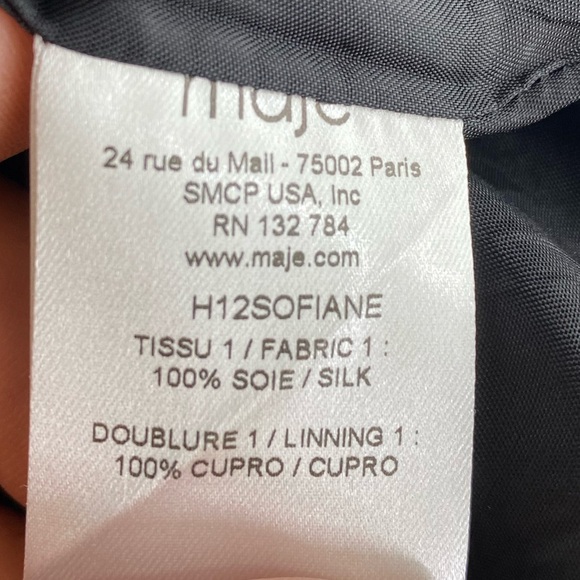 maje
24 rue du Mail - 75002 Paris
SMCP USA, Inc
RN 132 784
www.maje.com
H12SOFIANE
TISSU 1 / FABRIC 1 :
100% SOIE / SILK
DOUBLURE 1 / LINNING 1 :
100% CUPRO / CUPRO